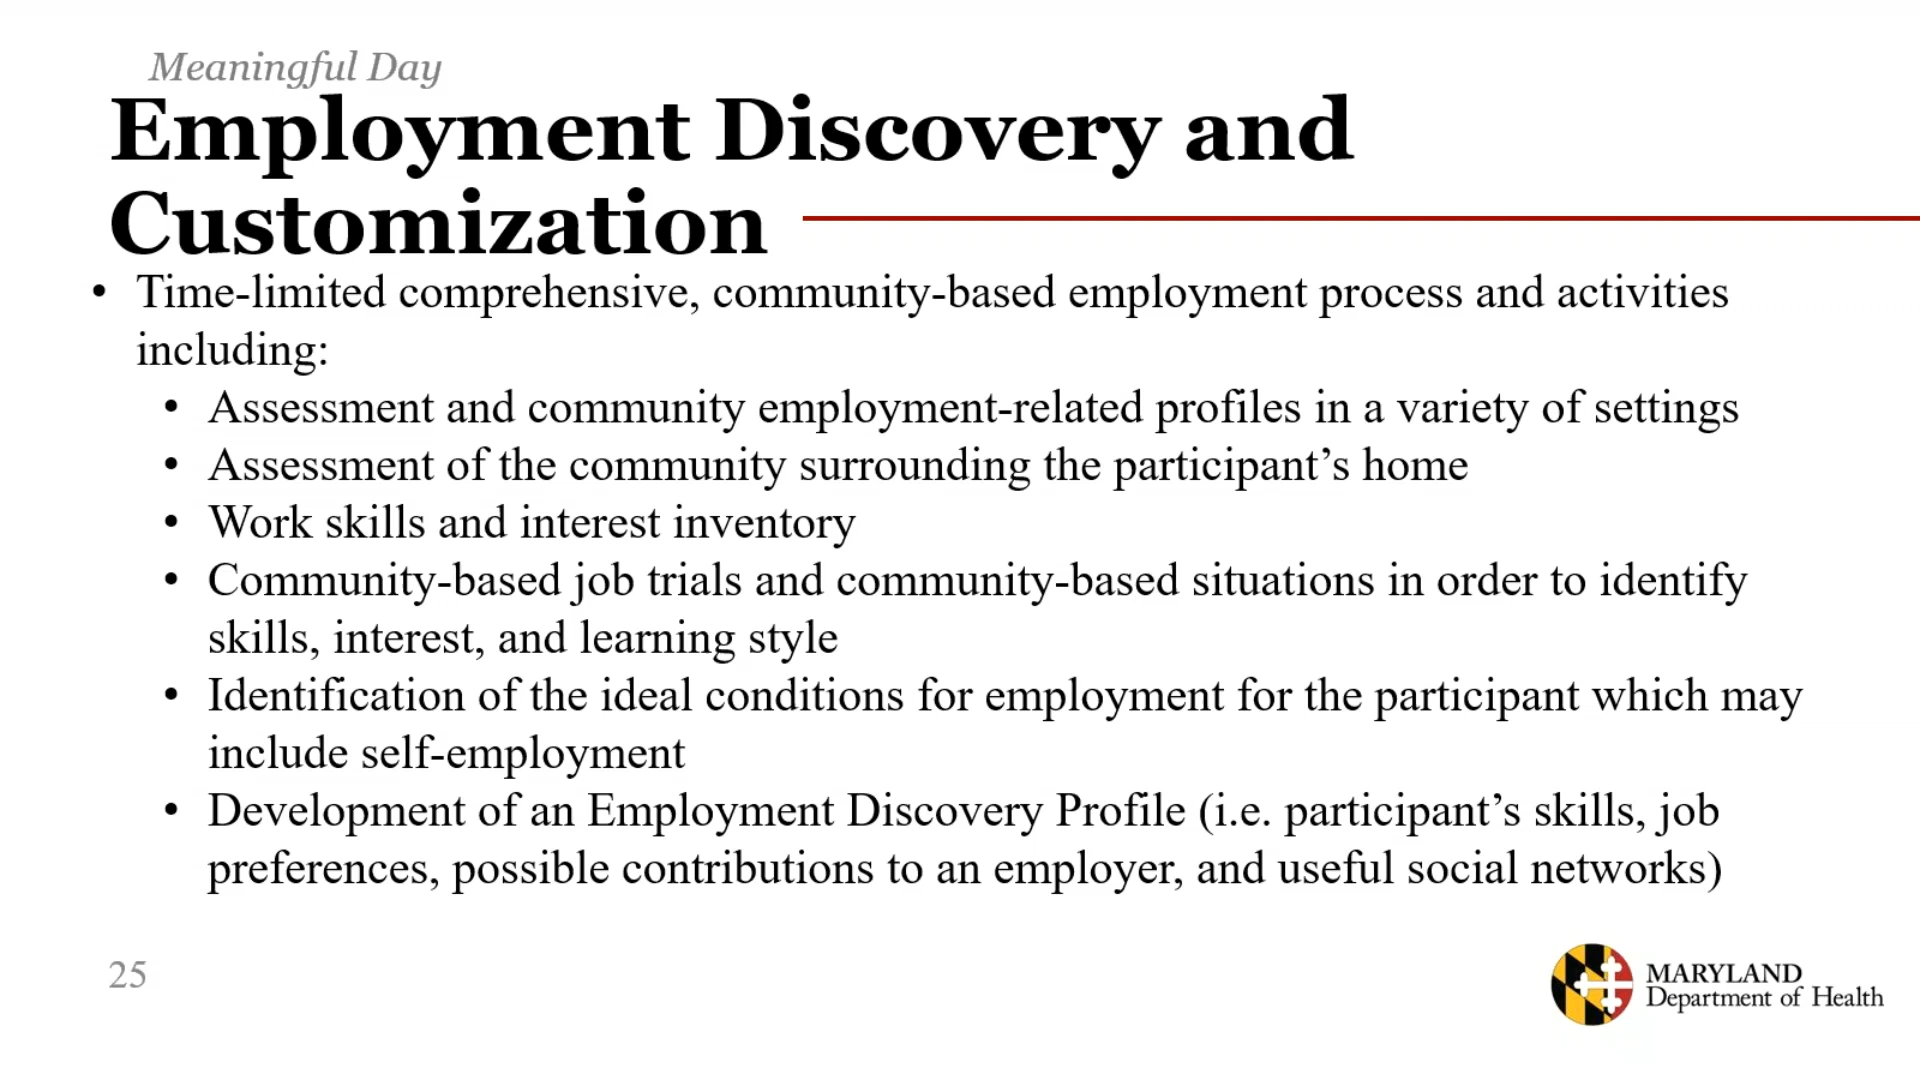 Meaningful Day
Employment Discovery and
Customization
• Time-limited comprehensive, community-based employment process and activities
including:
• Assessment and community employment-related profiles in a variety of settings
• Assessment of the community surrounding the participant’s home
• Work skills and interest inventory
• Community-based job trials and community-based situations in order to identify
skills, interest, and learning style
• Identification of the ideal conditions for employment for the participant which may
include self-employment
• Development of an Employment Discovery Profile (i.e. participant’s skills, job
preferences, possible contributions to an employer, and useful social networks)
25
MARYLAND
Department of Health